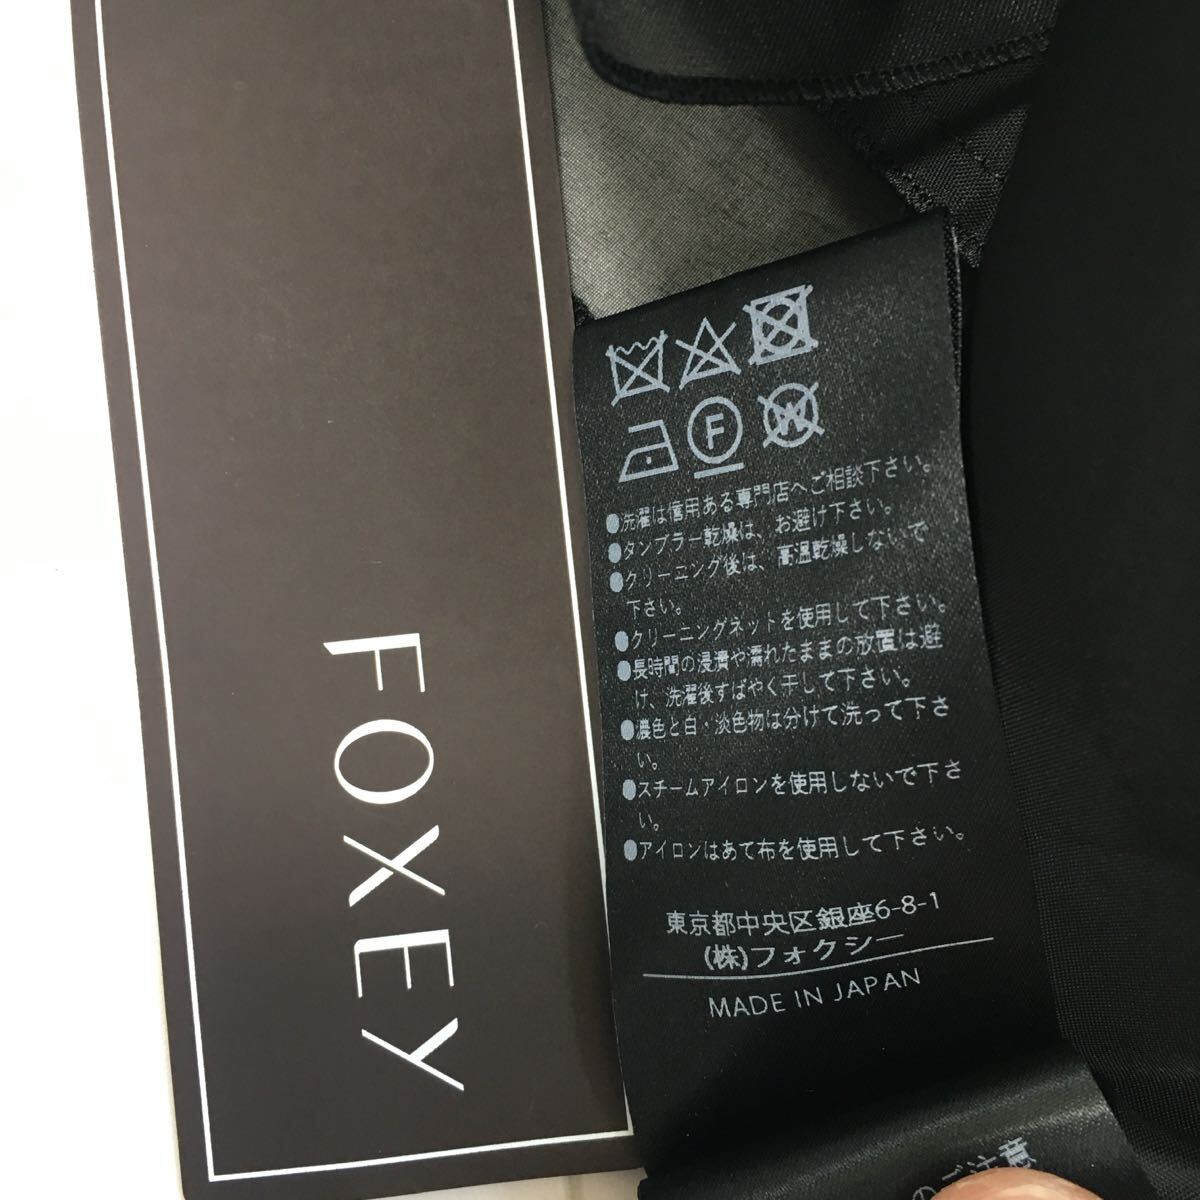 FOXEY
F
W
●洗濯は信用ある専門店へご相談下さい。
●タンブラー乾燥は、お避け下さい。
●クリーニング後は、高温乾燥しないで
下さい。
●クリーニングネットを使用して下さい。
●長時間の浸漬や濡れたままの放置は避
け、洗濯後すばやく干して下さい。
●濃色と白・淡色物は分けて洗って下さ
い。
●スチームアイロンを使用しないで下さ
い。
●アイロンはあて布を使用して下さい。
東京都中央区銀座6-8-1
(株)フォクシー
MADE IN JAPAN
のご注意